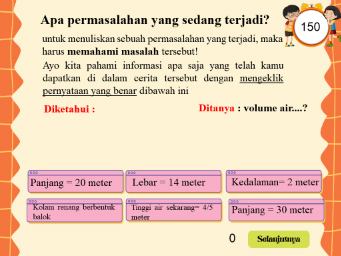 Apa permasalahan yang sedang terjadi?
150
untuk menuliskan sebuah permasalahan yang terjadi, maka
harus memahami masalah tersebut!
Ayo kita pahami informasi apa saja yang telah kamu
dapatkan di dalam cerita tersebut dengan mengeklik
pernyataan yang benar dibawah ini
Diketahui :
Ditanya : volume air....?
Panjang = 20 meter
Lebar = 14 meter
Kedalaman= 2 meter
Kolam renang berbentuk
balok
Tinggi air sekarang= 4/5
meter
Panjang = 30 meter
0
Selanjutnya